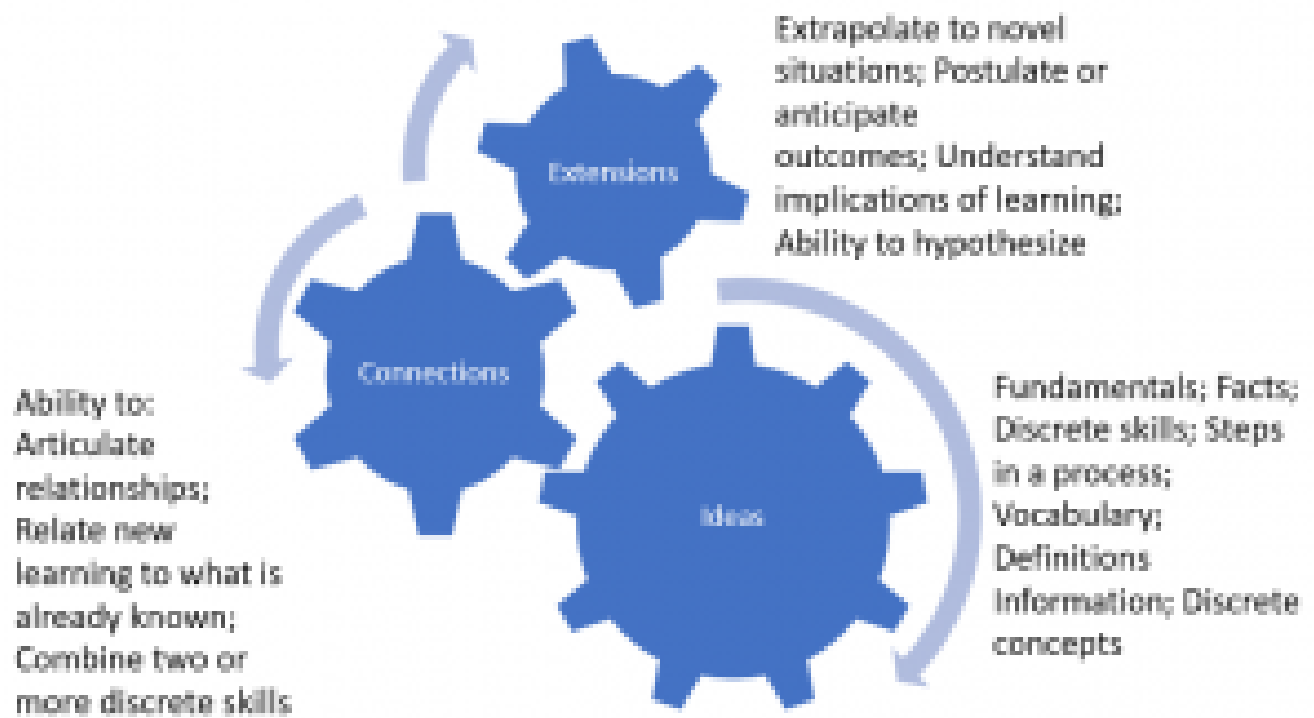 Extrapolate to novel
situations; Postulate or
anticipate
outcomes; Understand
implications of learning;
Ability to hypothesize
Extensions
Connections
Ability to:
Articulate
relationships;
Relate new
learning to what is
already known;
Combine two or
more discrete skills
Ideas
Fundamentals; Facts;
Discrete skills; Steps
in a process;
Vocabulary;
Definitions
Information; Discrete
concepts